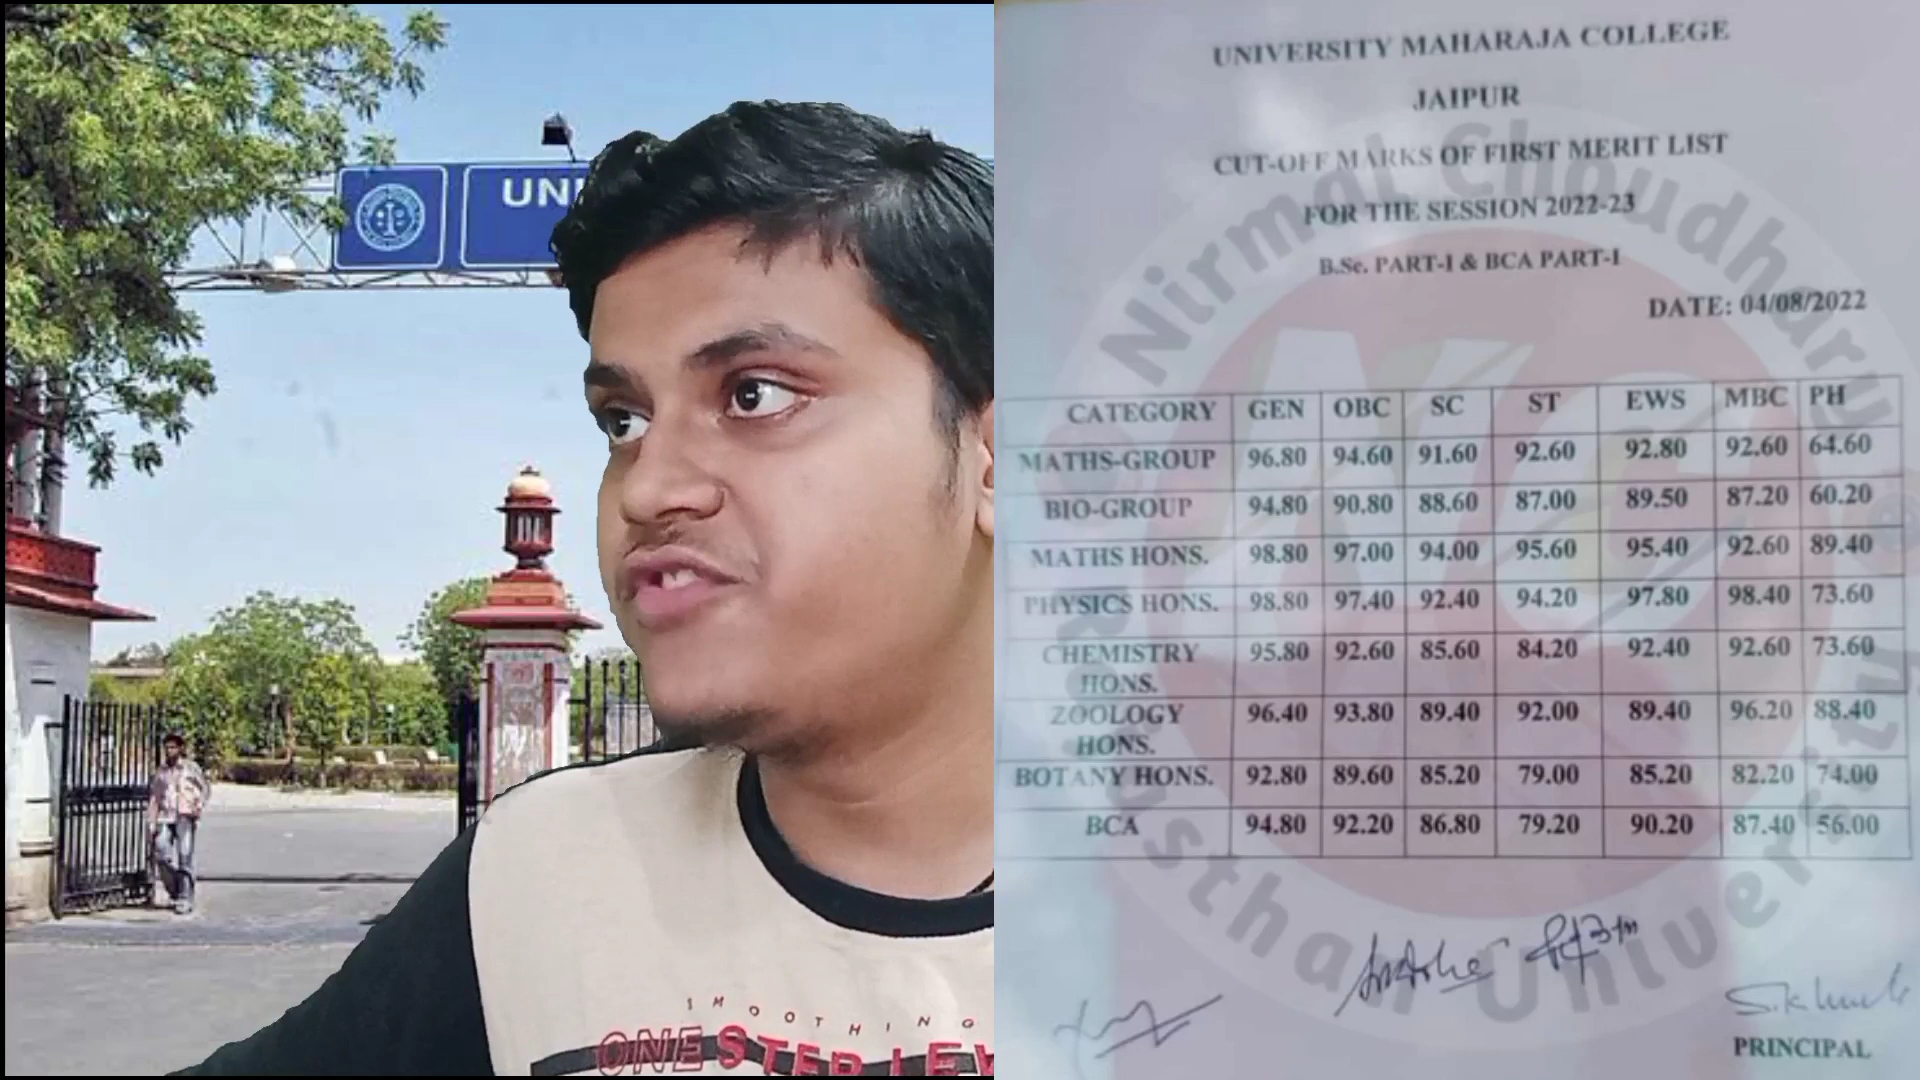 UNI
SMOOTHING
ONE STEP
UNIVERSITY MAHARAJA COLLEGE
JAIPUR
CUT-OFF MARKS OF FIRST MERIT LIST
FOR THE SESSION 2022-23
B.Sc. PART-I & BCA PART-I
DATE: 04/08/2022
CATEGORY GEN OBC SC ST EWS MBC PH
MATHS-GROUP 96.80 94.60 91.60 92.60 92.80 92.60 64.60
BIO-GROUP 94.80 90.80 88.60 87.00 89.50 87.20 60.20
MATHS HONS. 98.80 97.00 94.00 95.60 95.40 92.60 89.40
PHYSICS HONS. 98.80 97.40 92.40 94.20 97.80 98.40 73.60
CHEMISTRY HONS. 95.80 92.60 85.60 84.20 92.40 92.60 73.60
ZOOLOGY HONS. 96.40 93.80 89.40 92.00 89.40 96.20 88.40
BOTANY HONS. 92.80 89.60 85.20 79.00 85.20 82.20 74.00
BCA 94.80 92.20 86.80 79.20 90.20 87.40 56.00
PRINCIPAL
Nirmal Choudhary
Rajasthan University